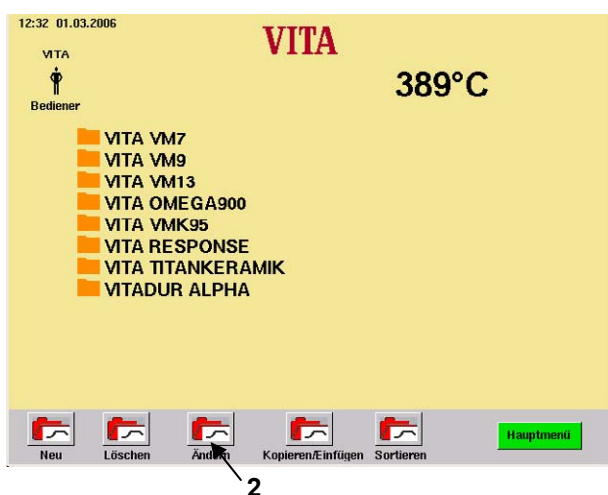 12:32 01.03.2006
VITA
VITA
389°C
Bediener
VITA VM7
VITA VM9
VITA VM13
VITA OMEGA900
VITA VMK95
VITA RESPONSE
VITA TITANKERAMIK
VITADUR ALPHA
Neu Löschen Ändern Kopieren/Einfügen Sortieren Hauptmenü
2